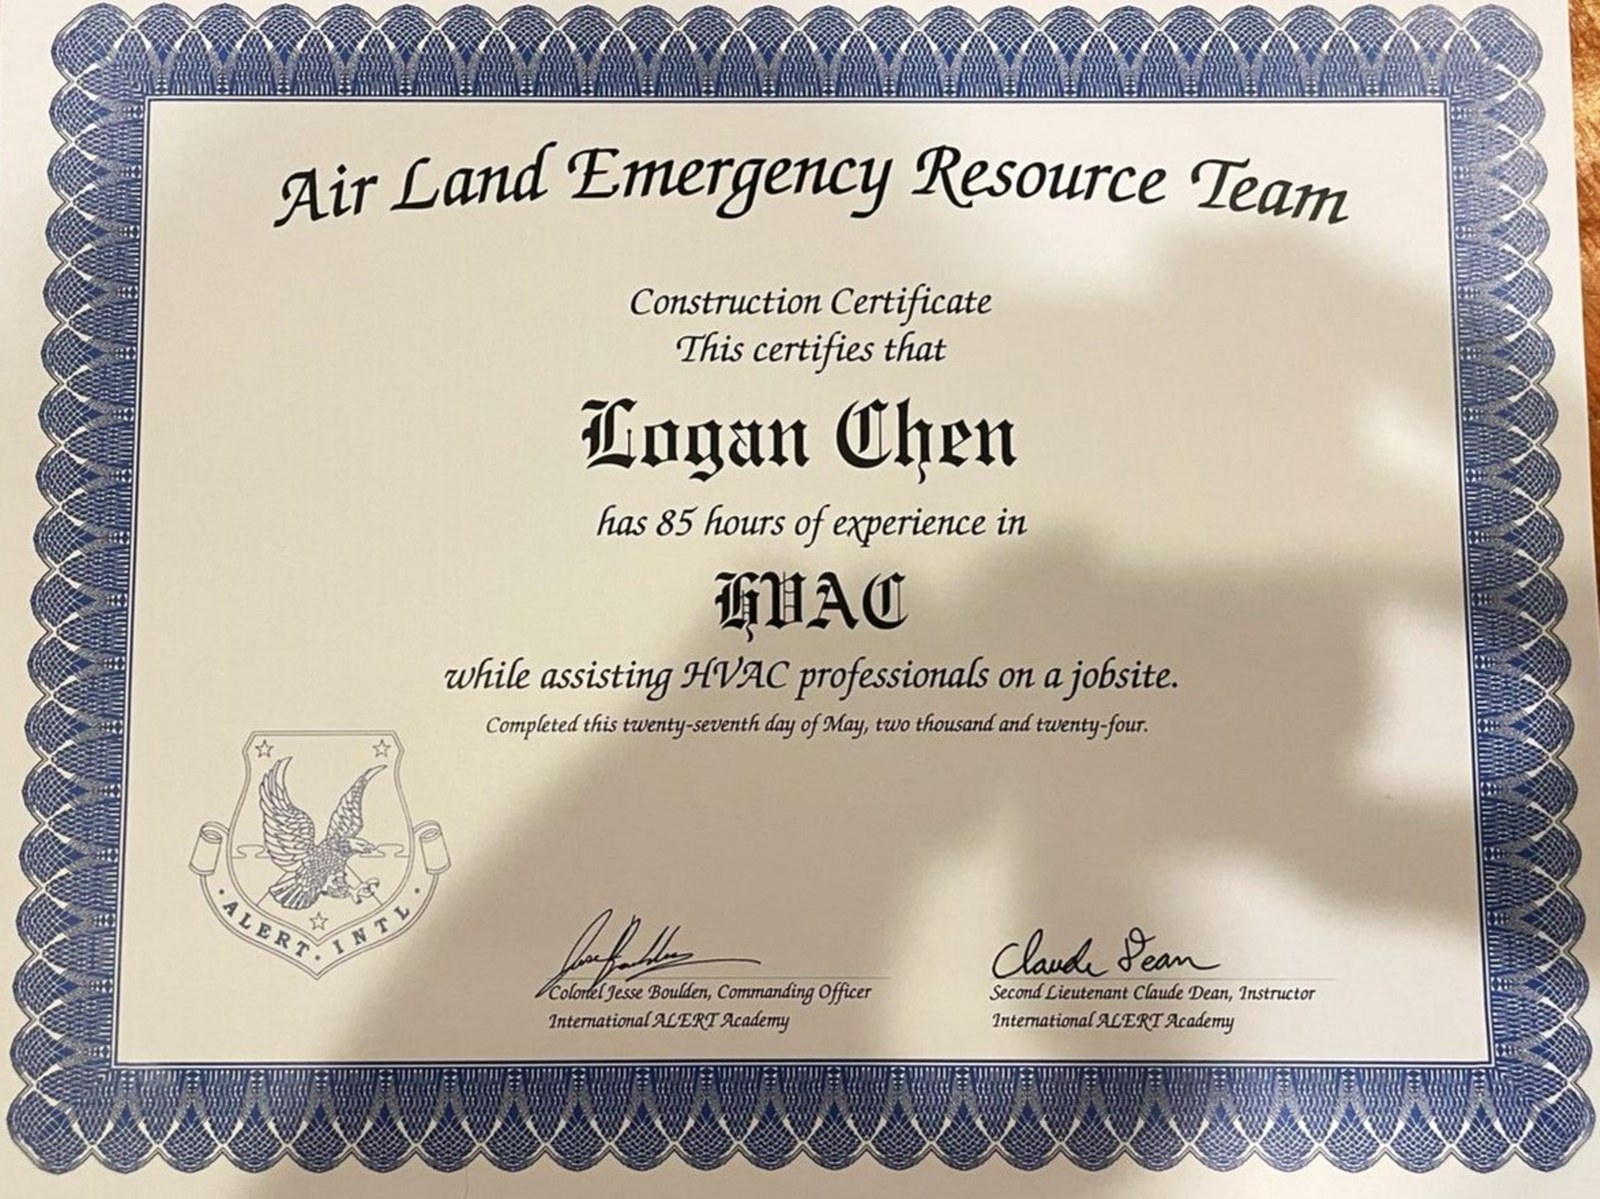 Air Land Emergency Resource Team
Construction Certificate
This certifies that
Logan Chen
has 85 hours of experience in
HVAC
while assisting HVAC professionals on a jobsite.
Completed this twenty-seventh day of May, two thousand and twenty-four.
· ALERT · INTL ·
Claude Dean
Colonel Jesse Boulden, Commanding Officer
International ALERT Academy
Second Lieutenant Claude Dean, Instructor
International ALERT Academy